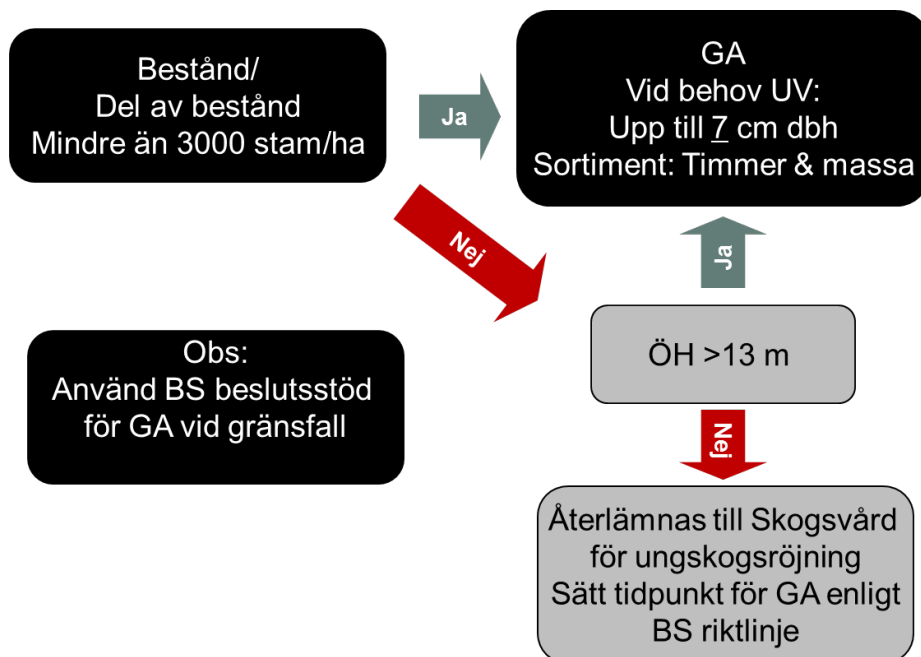 Bestånd/
Del av bestånd
Mindre än 3000 stam/ha
Ja
GA
Vid behov UV:
Upp till 7 cm dbh
Sortiment: Timmer & massa
Nej
Ja
ÖH >13 m
Obs:
Använd BS beslutsstöd
för GA vid gränsfall
Nej
Återlämnas till Skogsvård
för ungskogsröjning
Sätt tidpunkt för GA enligt
BS riktlinje